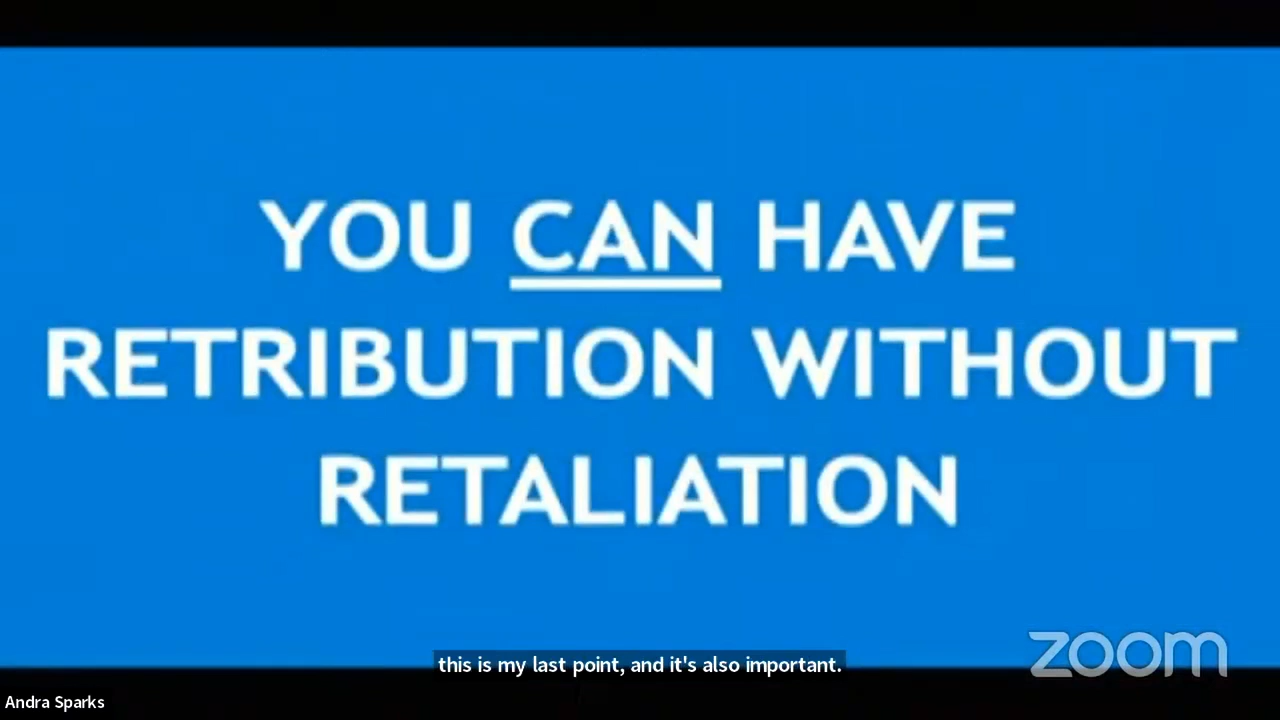 YOU CAN HAVE
RETRIBUTION WITHOUT
RETALIATION
zoom
this is my last point, and it's also important.
Andra Sparks